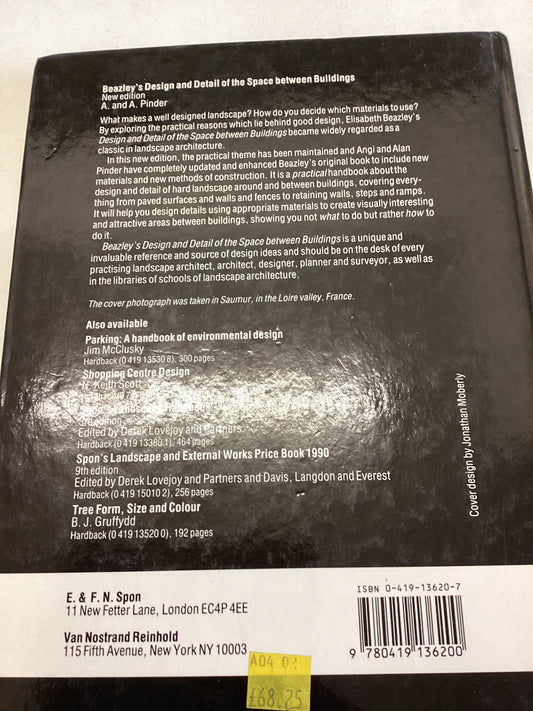 Beazley's Design and Detail of the Space between Buildings
New edition
A. and A. Pinder
What makes a well designed landscape? How do you decide which materials to use?
By exploring the practical reasons which lie behind good design, Elisabeth Beazley's
Design and Detail of the Space between Buildings became widely regarded as a
classic in landscape architecture.
In this new edition, the practical theme has been maintained and Angi and Alan
Pinder have completely updated and enhanced Beazley's original book to include new
materials and new methods of construction. It is a practical handbook about the
design and detail of hard landscape around and between buildings, covering every-
thing from paved surfaces and walls and fences to retaining walls, steps and ramps.
It will help you design details using appropriate materials to create visually interesting
and attractive areas between buildings, showing you not what to do but rather how to
do it.
Beazley's Design and Detail of the Space between Buildings is a unique and
invaluable reference and source of design ideas and should be on the desk of every
practising landscape architect, architect, designer, planner and surveyor, as well as
in the libraries of schools of landscape architecture.
The cover photograph was taken in Saumur, in the Loire valley, France.
Also available
Parking: A handbook of environmental design
Jim McClusky
Hardback (0 419 13530 8), 300 pages
Shopping Centre Design
N. Keith Scott
Landscape Handbook
3rd edition
Edited by Derek Lovejoy and Partners
Hardback (0 419 13380 1), 464 pages
Spon's Landscape and External Works Price Book 1990
9th edition
Edited by Derek Lovejoy and Partners and Davis, Langdon and Everest
Hardback (0 419 15010 2), 256 pages
Tree Form, Size and Colour
B. J. Gruffydd
Hardback (0 419 13520 0), 192 pages
Cover design by Jonathan Moberly
E. & F. N. Spon
11 New Fetter Lane, London EC4P 4EE
Van Nostrand Reinhold
115 Fifth Avenue, New York NY 10003
ISBN 0-419-13620-7
9 780419 136200
A04
£68.25